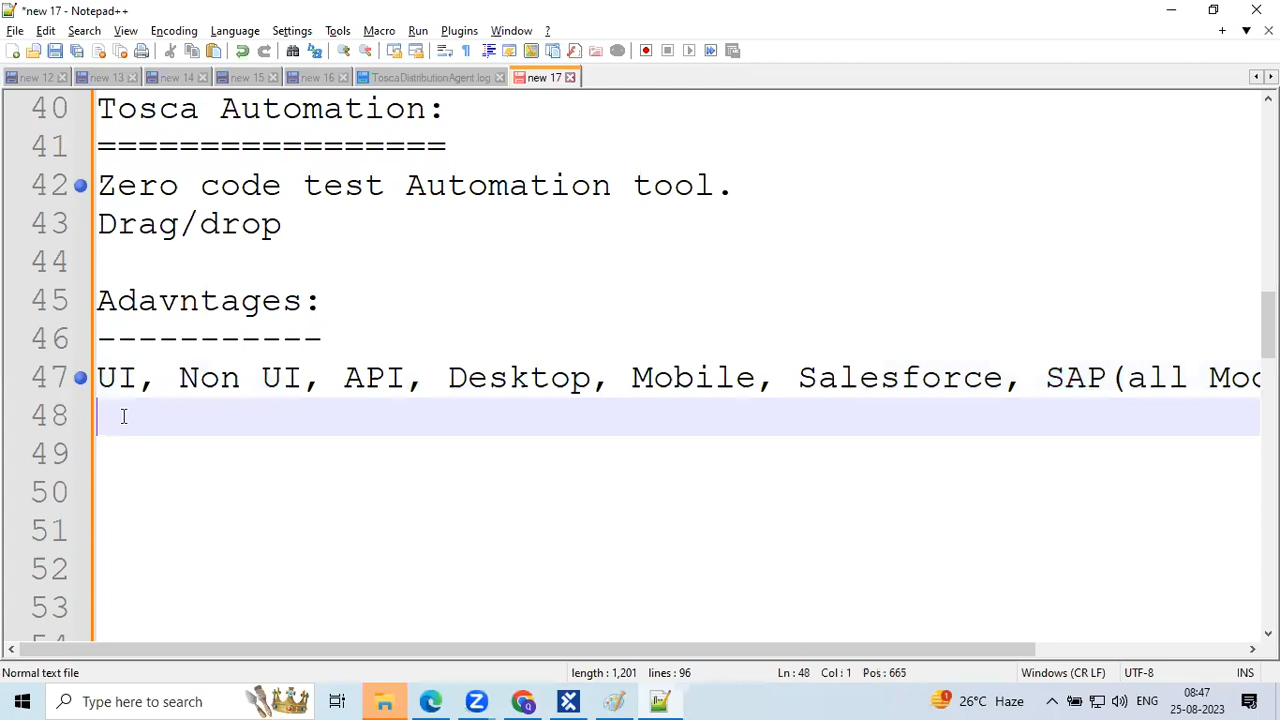 *new 17 - Notepad++
File Edit Search View Encoding Language Settings Tools Macro Run Plugins Window ?
new 12 new 13 new 14 new 15 new 16 ToscaDistributionAgent.log new 17
40 Tosca Automation:
41 =================
42 Zero code test Automation tool.
43 Drag/drop
44
45 Adavntages:
46 -----------
47 UI, Non UI, API, Desktop, Mobile, Salesforce, SAP(all Mod
48
49
50
51
52
53
54
Normal text file length : 1,201 lines : 96 Ln : 48 Col : 1 Pos : 665 Windows (CR LF) UTF-8 INS
Type here to search 26°C Haze ENG 08:47
25-08-2023